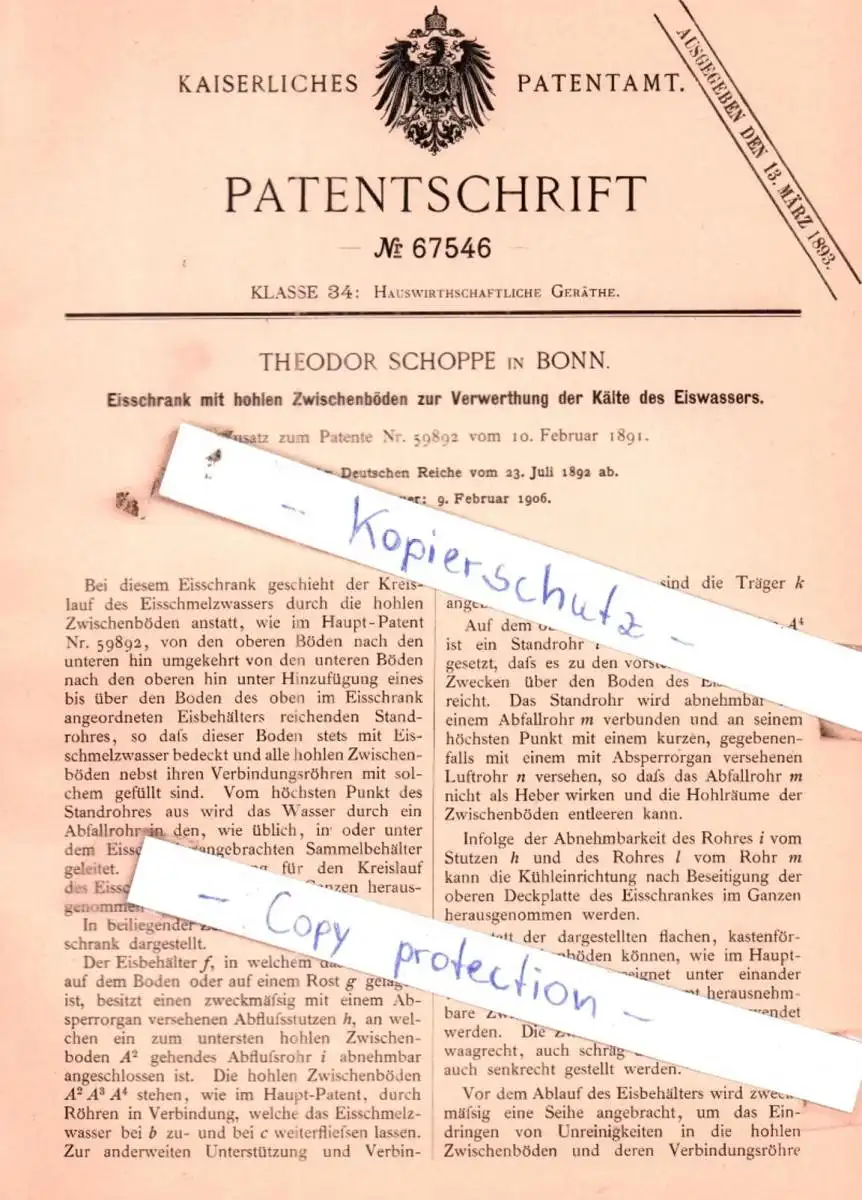 KAISERLICHES PATENTAMT.
AUSGEGEBEN DEN 13. MÄRZ 1893.
PATENTSCHRIFT
№ 67546
KLASSE 34: HAUSWIRTHSCHAFTLICHE GERÄTHE.
THEODOR SCHOPPE IN BONN.
Eisschrank mit hohlen Zwischenböden zur Verwerthung der Kälte des Eiswassers.
zum Patente Nr. 59892 vom 10. Februar 1891.
Deutschen Reiche vom 23. Juli 1892 ab.
9. Februar 1906.
- Kopierschutz -
Bei diesem Eisschrank geschieht der Kreis-
lauf des Eisschmelzwassers durch die hohlen
Zwischenböden anstatt, wie im Haupt-Patent
Nr. 59892, von den oberen Böden nach den
unteren hin umgekehrt von den unteren Böden
nach den oberen hin unter Hinzufügung eines
bis über den Boden des oben im Eisschrank
angeordneten Eisbehälters reichenden Stand-
rohres, so dafs dieser Boden stets mit Eis-
schmelzwasser bedeckt und alle hohlen Zwischen-
böden nebst ihren Verbindungsröhren mit sol-
chem gefüllt sind. Vom höchsten Punkt des
Standrohres aus wird das Wasser durch ein
Abfallrohr in den, wie üblich, in oder unter
dem angebrachten Sammelbehälter
geleitet. für den Kreislauf
des heraus-
genommen
In beiliegender
schrank dargestellt.
Der Eisbehälter f, in welchem
auf dem Boden oder auf einem Rost g
ist, besitzt einen zweckmäfsig mit einem Ab-
sperrorgan versehenen Abflufsstutzen h, an wel-
chen ein zum untersten hohlen Zwischen-
boden A² gehendes Abflufsrohr i abnehmbar
angeschlossen ist. Die hohlen Zwischenböden
A² A³ A⁴ stehen, wie im Haupt-Patent, durch
Röhren in Verbindung, welche das Eisschmelz-
wasser bei b zu- und bei c weiterfliefsen lassen.
Zur anderweiten Unterstützung und Verbin-
sind die Träger k
Auf dem A⁴
ist ein Standrohr
gesetzt, dafs es zu den
Zwecken über den Boden des
reicht. Das Standrohr wird abnehmbar
einem Abfallrohr m verbunden und an seinem
höchsten Punkt mit einem kurzen, gegebenen-
falls mit einem mit Absperrorgan versehenen
Luftrohr n versehen, so dafs das Abfallrohr m
nicht als Heber wirken und die Hohlräume der
Zwischenböden entleeren kann.
Infolge der Abnehmbarkeit des Rohres i vom
Stutzen h und des Rohres l vom Rohr m
kann die Kühleinrichtung nach Beseitigung der
oberen Deckplatte des Eisschrankes im Ganzen
herausgenommen werden.
der dargestellten flachen, kastenför-
können, wie im Haupt-
unter einander
herausnehm-
bare
werden. Die
waagrecht, auch schräg
auch senkrecht gestellt werden.
Vor dem Ablauf des Eisbehälters wird
mäfsig eine Seihe angebracht, um das Ein-
dringen von Unreinigkeiten in die hohlen
Zwischenböden und deren Verbindungsröhre
- Copy protection -